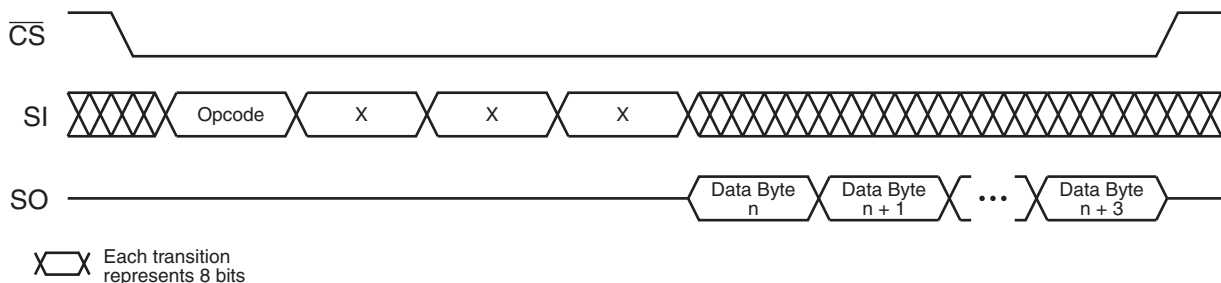 CS
SI
Opcode
X
X
X
SO
Data Byte
n
Data Byte
n + 1
•••
Data Byte
n + 3
Each transition
represents 8 bits